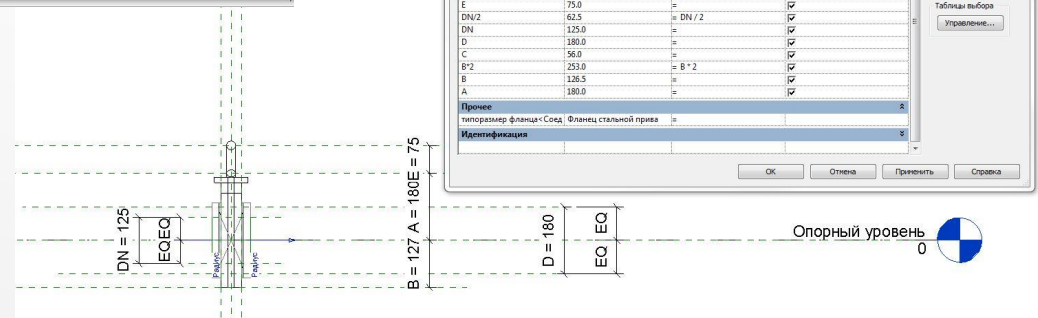 E 75.0 =
DN/2 62.5 = DN / 2
DN 125.0 =
D 180.0 =
C 56.0 =
B*2 253.0 = B * 2
B 126.5 =
A 180.0 =
Прочее
типоразмер фланца<Соед Фланец стальной прива =
Идентификация
Таблицы выбора
Управление...
OK Отмена Применить Справка
DN = 125
EQ EQ
Радиус
Радиус
B = 127 A = 180 E = 75
D = 180
EQ EQ
Опорный уровень
0